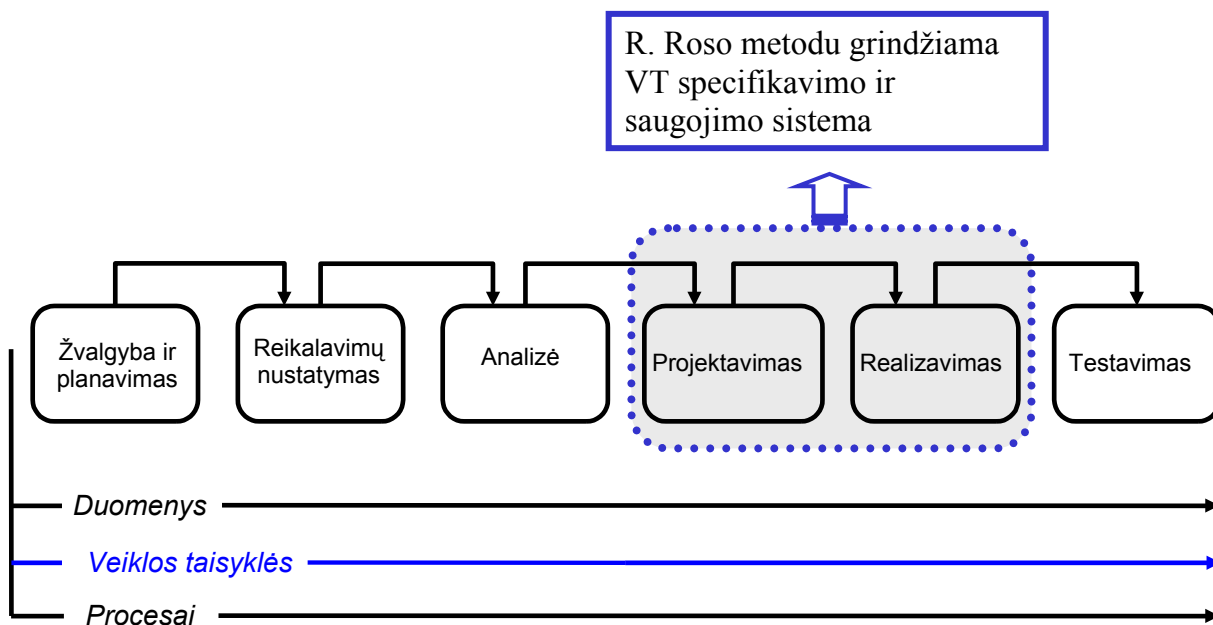 R. Roso metodu grindžiama
VT specifikavimo ir
saugojimo sistema
Žvalgyba ir
planavimas
Reikalavimų
nustatymas
Analizė
Projektavimas
Realizavimas
Testavimas
Duomenys
Veiklos taisyklės
Procesai